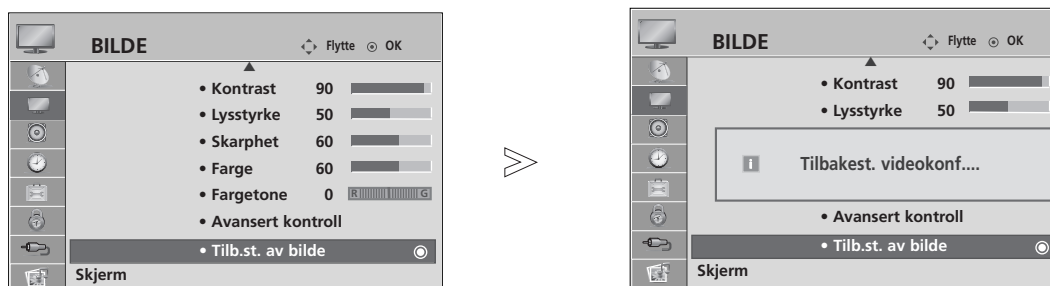 BILDE Flytte OK
• Kontrast 90
• Lysstyrke 50
• Skarphet 60
• Farge 60
• Fargetone 0 R G
• Avansert kontroll
• Tilb.st. av bilde
Skjerm
BILDE Flytte OK
• Kontrast 90
• Lysstyrke 50
i Tilbakest. videokonf....
• Avansert kontroll
• Tilb.st. av bilde
Skjerm